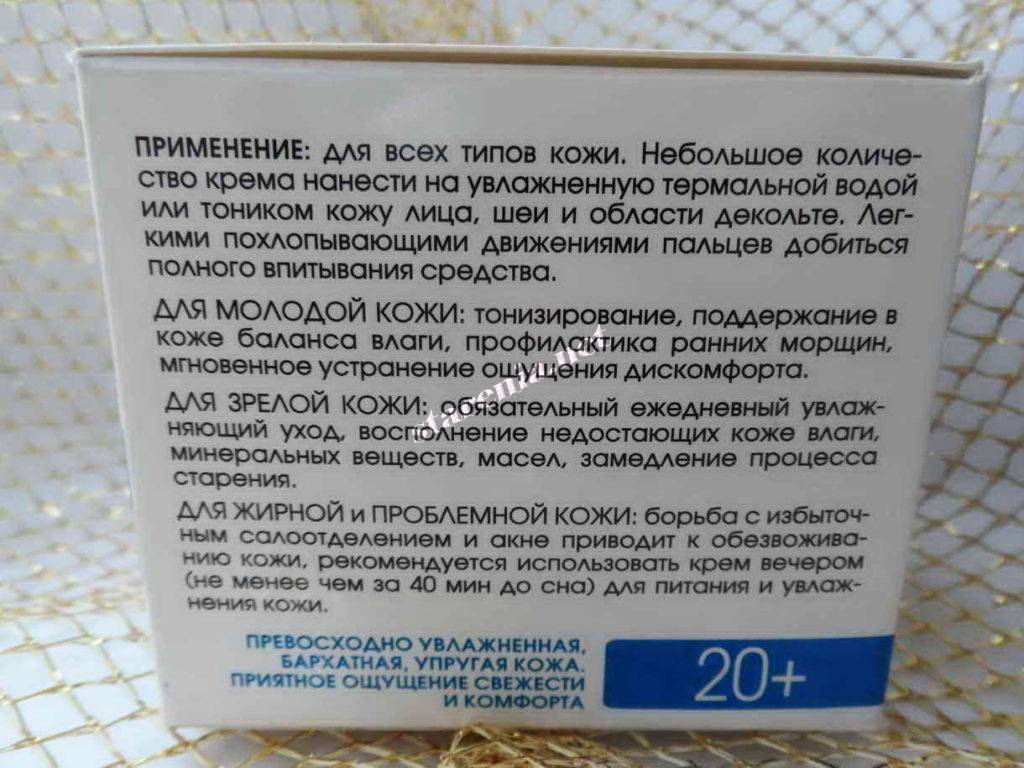 ПРИМЕНЕНИЕ: для всех типов кожи. Небольшое количе-
ство крема нанести на увлажненную термальной водой
или тоником кожу лица, шеи и области декольте. Лег-
кими похлопывающими движениями пальцев добиться
полного впитывания средства.
ДЛЯ МОЛОДОЙ КОЖИ: тонизирование, поддержание в
коже баланса влаги, профилактика ранних морщин,
мгновенное устранение ощущения дискомфорта.
ДЛЯ ЗРЕЛОЙ КОЖИ: обязательный ежедневный увлаж-
няющий уход, восполнение недостающих коже влаги,
минеральных веществ, масел, замедление процесса
старения.
ДЛЯ ЖИРНОЙ и ПРОБЛЕМНОЙ КОЖИ: борьба с избыточ-
ным салоотделением и акне приводит к обезвожива-
нию кожи, рекомендуется использовать крем вечером
(не менее чем за 40 мин до сна) для питания и увлаж-
нения кожи.
ПРЕВОСХОДНО УВЛАЖНЕННАЯ,
БАРХАТНАЯ, УПРУГАЯ КОЖА.
ПРИЯТНОЕ ОЩУЩЕНИЕ СВЕЖЕСТИ
И КОМФОРТА
20+